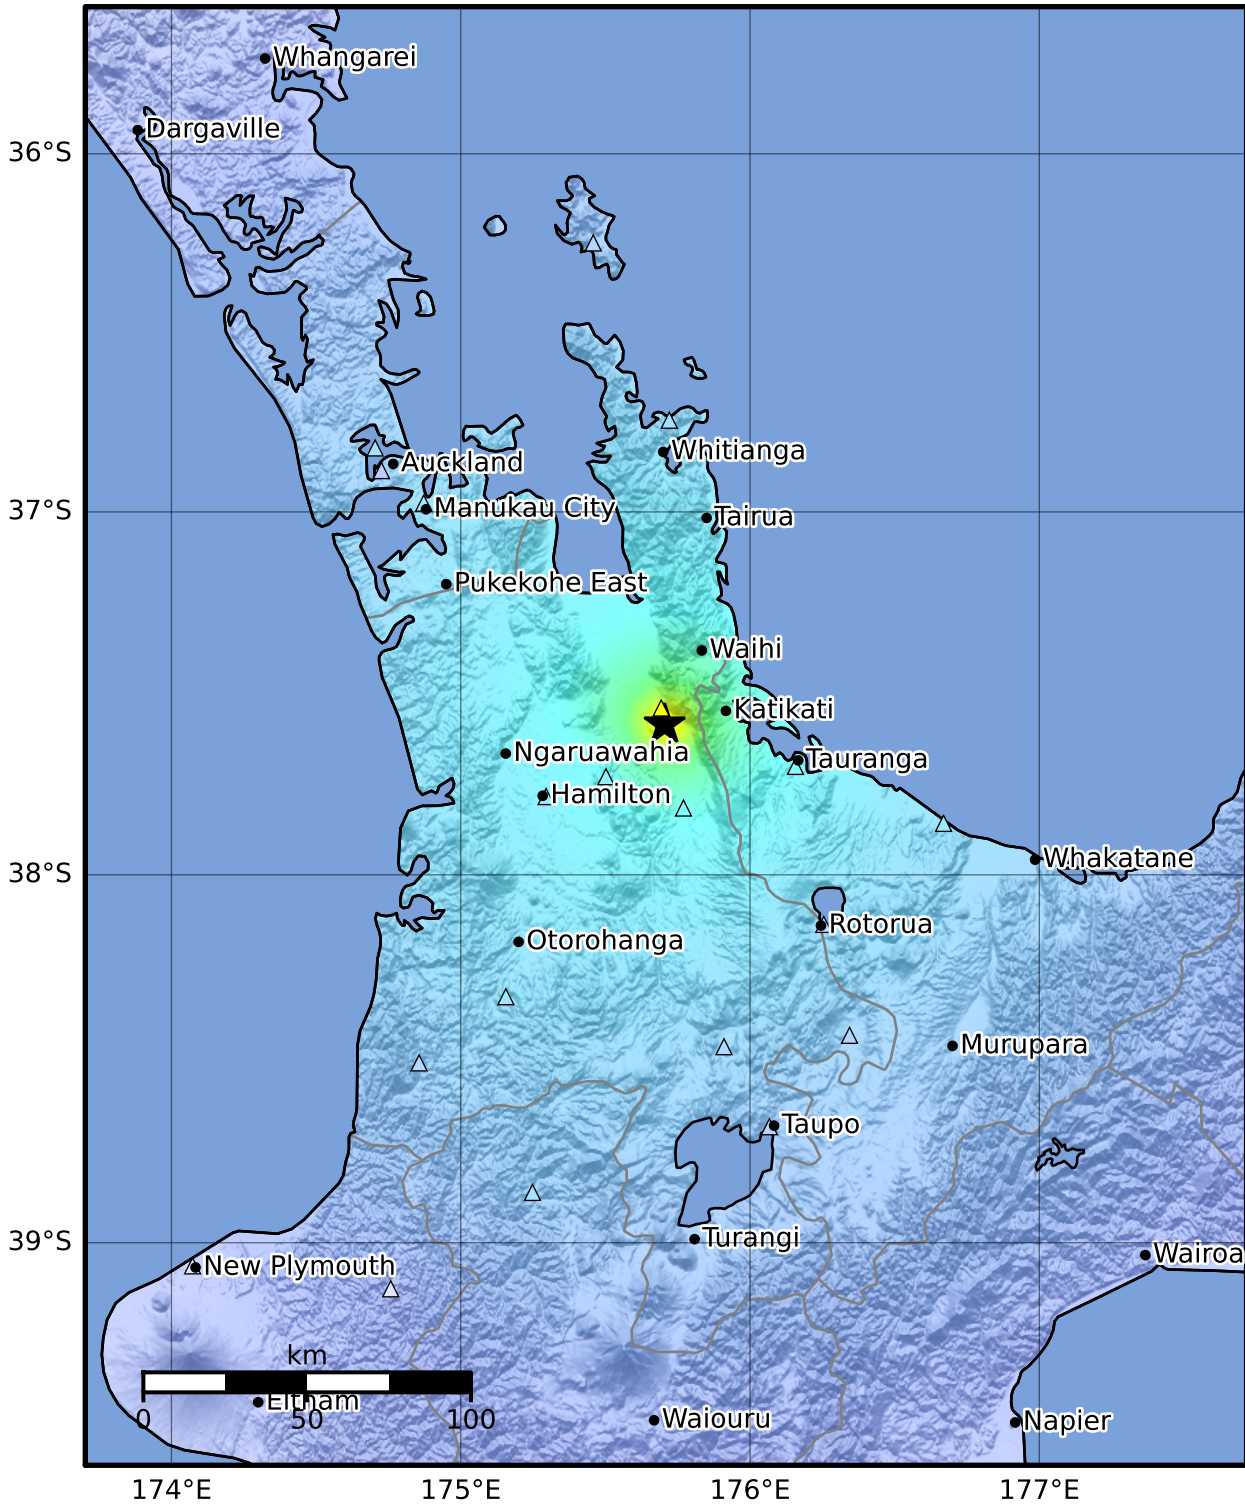 Whangarei
Dargaville
36°S
Whitianga
Auckland
37°S
Manukau City
Tairua
Pukekohe East
Waihi
Katikati
Ngaruawahia
Tauranga
Hamilton
Whakatane
38°S
Rotorua
Otorohanga
Murupara
Taupo
39°S
Turangi
Wairoa
New Plymouth
km
Eltham
0 50 100
Waiouru
Napier
174°E 175°E 176°E 177°E